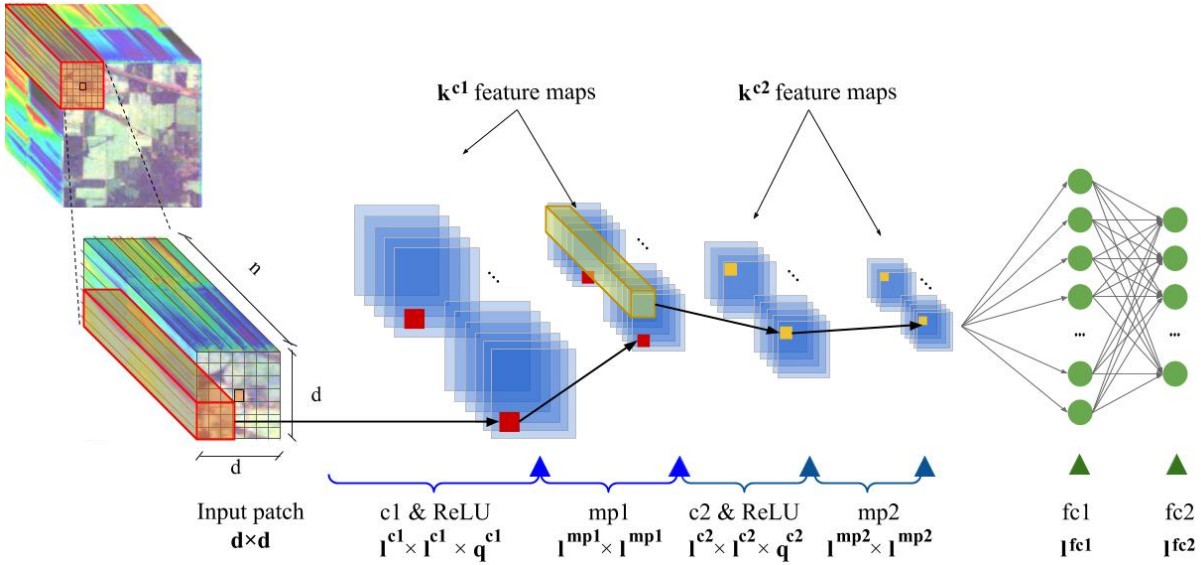 k^c1 feature maps
k^c2 feature maps
...
...
...
...
n
d
d
...
...
Input patch
d×d
c1 & ReLU
l^c1 × l^c1 × q^c1
mp1
l^mp1 × l^mp1
c2 & ReLU
l^c2 × l^c2 × q^c2
mp2
l^mp2 × l^mp2
fc1
l^fc1
fc2
l^fc2